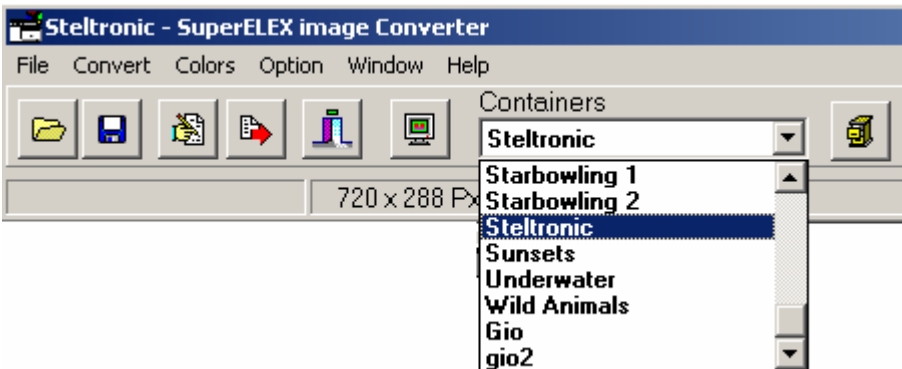 Steltronic - SuperELEX image Converter
File Convert Colors Option Window Help
Containers
Steltronic
720 x 288 Px
Starbowling 1
Starbowling 2
Steltronic
Sunsets
Underwater
Wild Animals
Gio
gio2